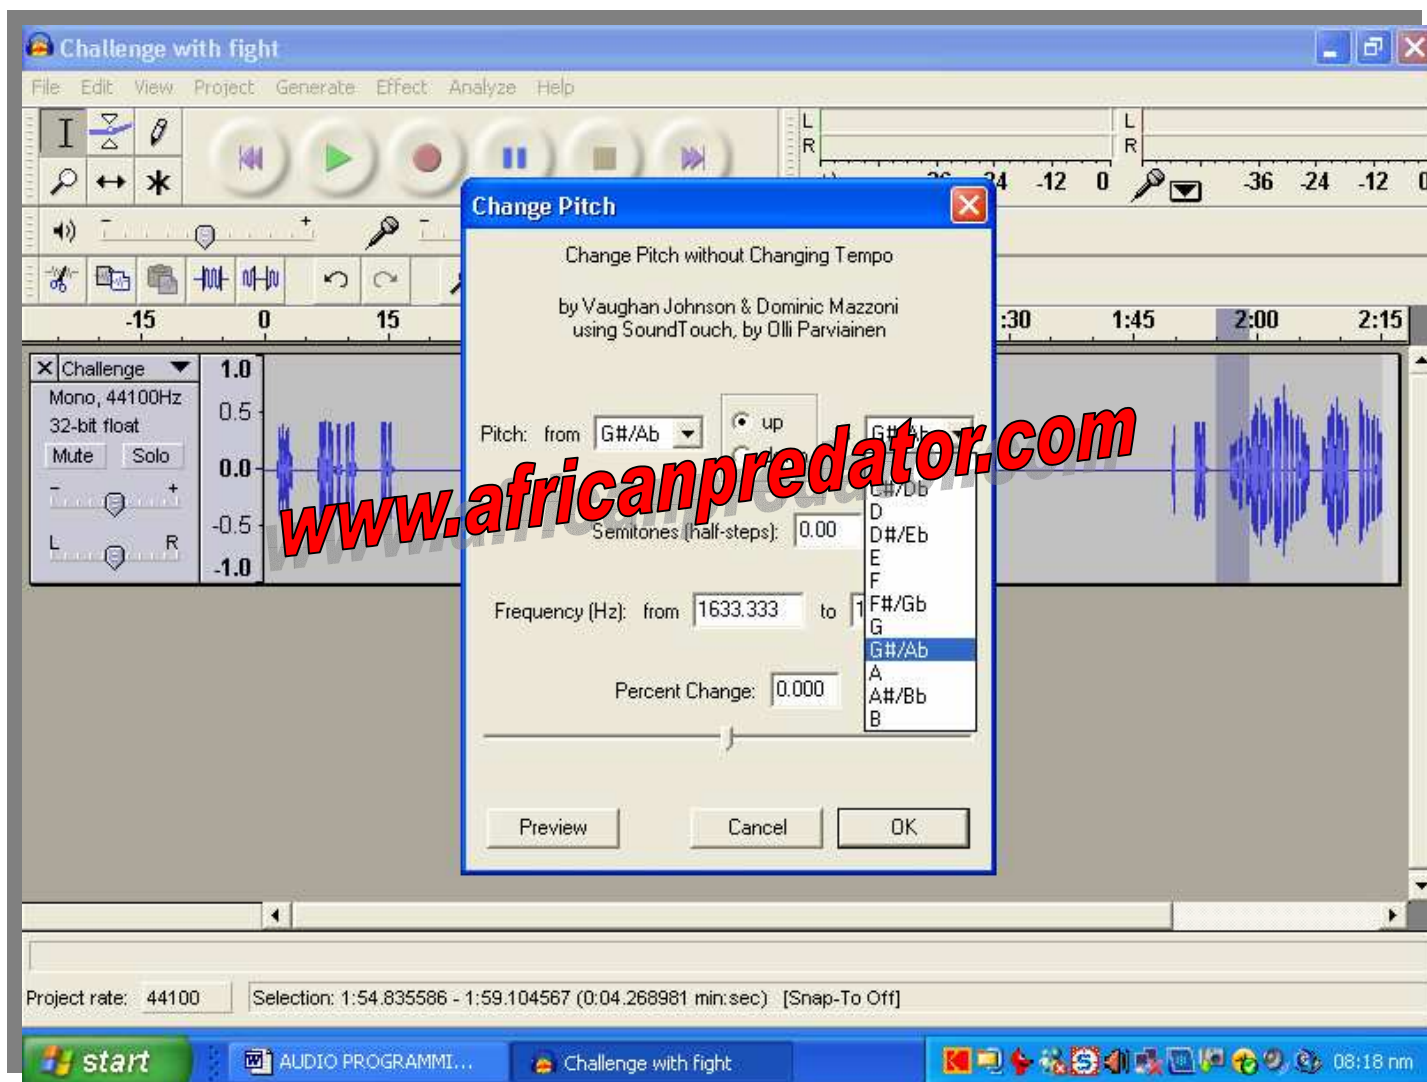 Challenge with fight
File Edit View Project Generate Effect Analyze Help
L
R
-24 -12 0
L
R
-36 -24 -12 0
-15 0 15
:30 1:45 2:00 2:15
Challenge
Mono, 44100Hz
32-bit float
Mute Solo
L R
1.0
0.5
0.0
-0.5
-1.0
Change Pitch
Change Pitch without Changing Tempo
by Vaughan Johnson & Dominic Mazzoni
using SoundTouch, by Olli Parviainen
Pitch: from G#/Ab up G#/Ab
www.africanpredator.com
C#/Db
D
D#/Eb
E
F
F#/Gb
G
G#/Ab
A
A#/Bb
B
Semitones (half-steps): 0.00
Frequency (Hz): from 1633.333 to
Percent Change: 0.000
Preview Cancel OK
Project rate: 44100 Selection: 1:54.835586 - 1:59.104567 (0:04.268981 min:sec) [Snap-To Off]
start AUDIO PROGRAMMI... Challenge with fight 08:18 nm